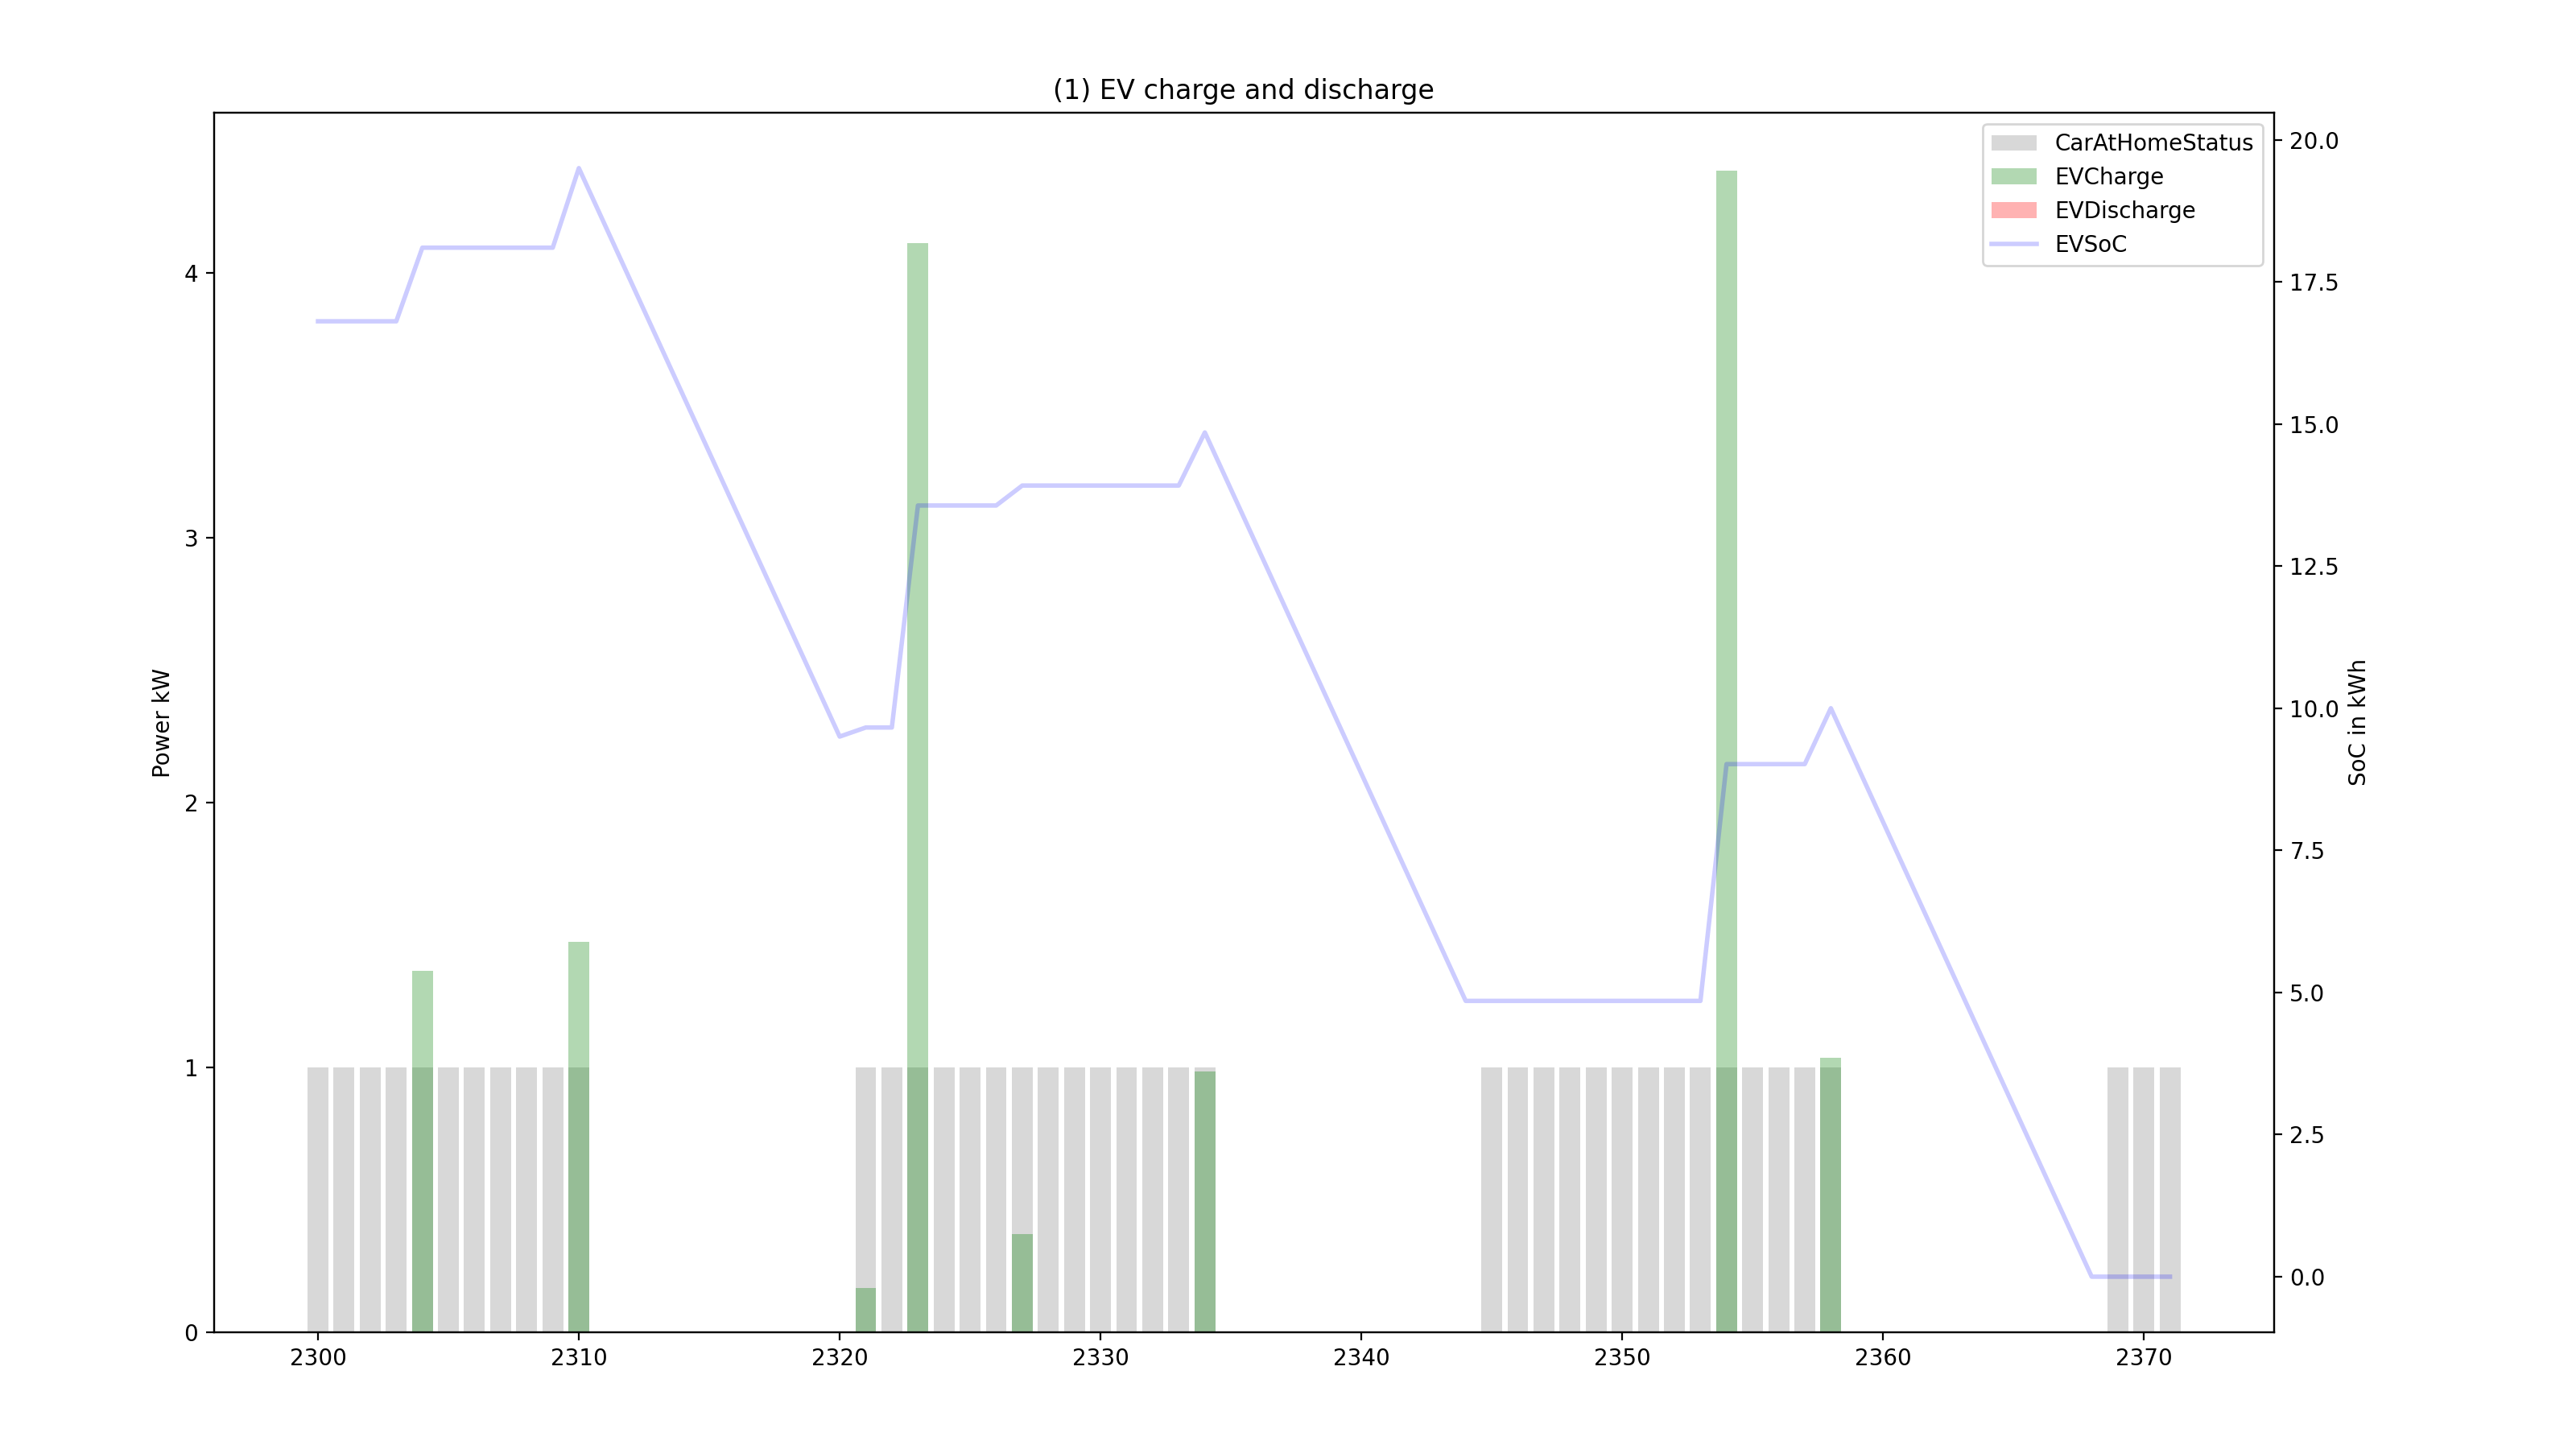 (1) EV charge and discharge
CarAtHomeStatus
EVCharge
EVDischarge
EVSoC
Power kW
4
3
2
1
0
20.0
17.5
15.0
12.5
10.0
7.5
5.0
2.5
0.0
SoC in kWh
2300 2310 2320 2330 2340 2350 2360 2370